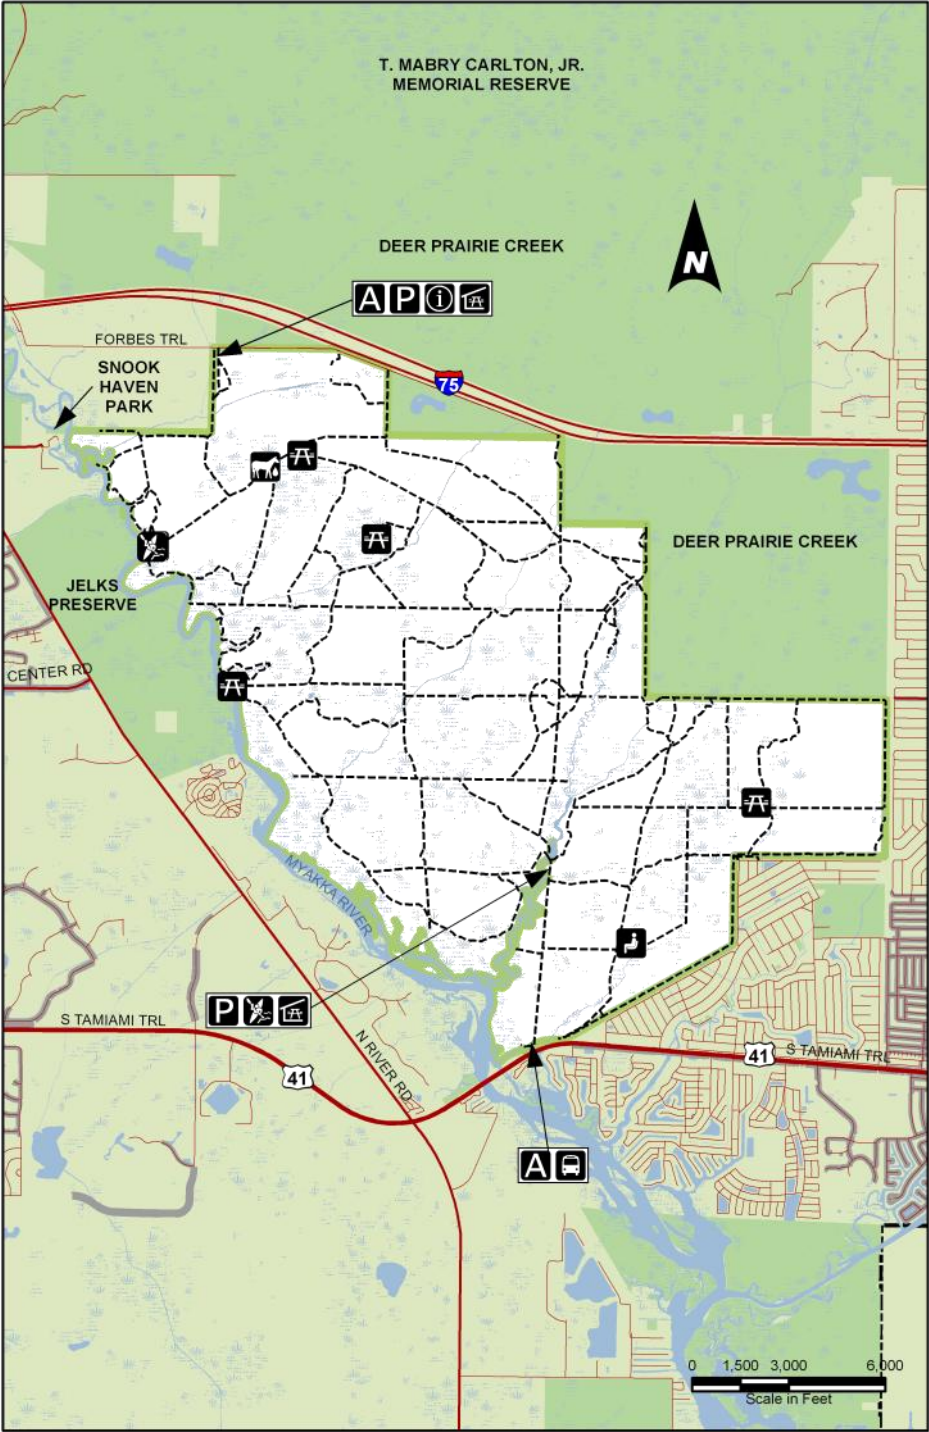 T. MABRY CARLTON, JR.
MEMORIAL RESERVE
DEER PRAIRIE CREEK
N
A P i
FORBES TRL
75
SNOOK
HAVEN
PARK
DEER PRAIRIE CREEK
JELKS
PRESERVE
CENTER RD
MYAKKA RIVER
P
S TAMIAMI TRL
N RIVER RD
41
41
S TAMIAMI TRL
A
0 1,500 3,000 6,000
Scale in Feet